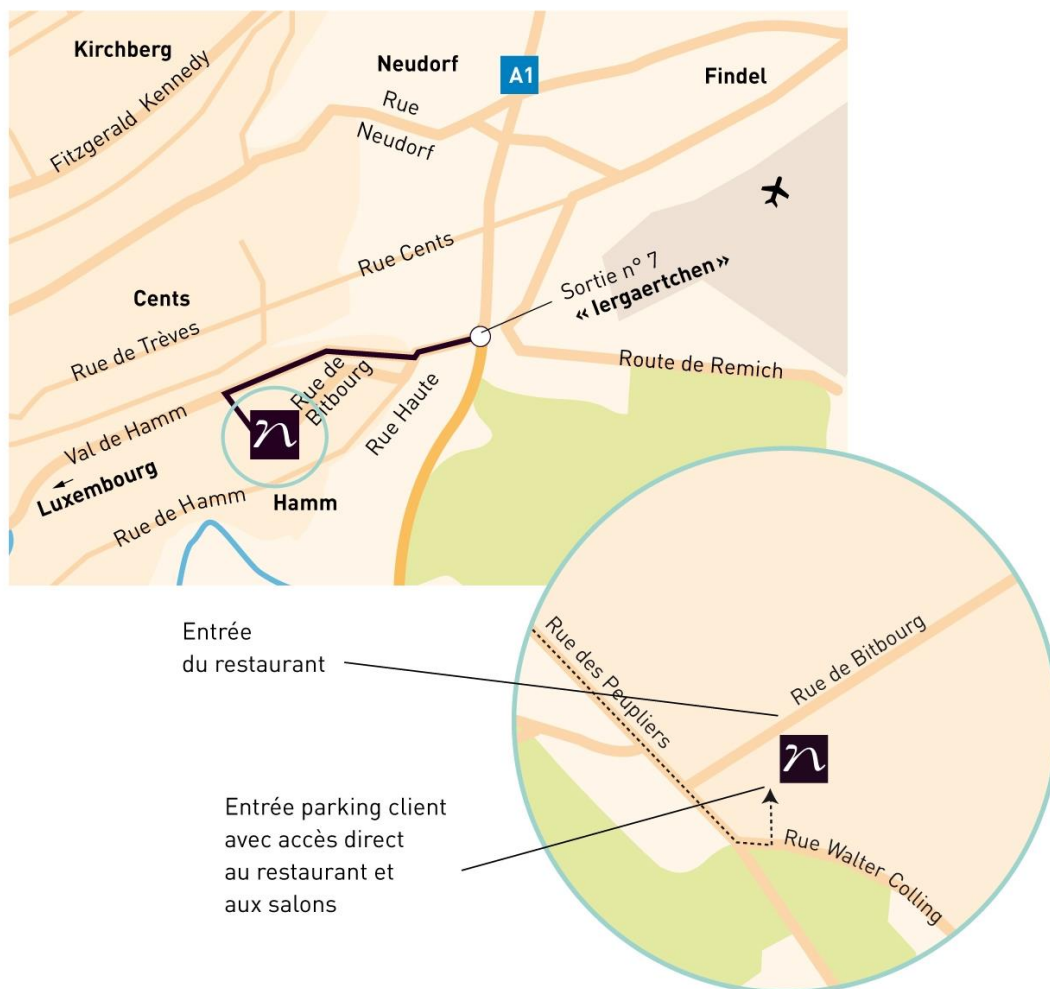 Kirchberg
Neudorf
A1
Findel
Fitzgerald Kennedy
Rue
Neudorf
Rue Cents
Sortie n° 7
« Iergaertchen »
Cents
Rue de Trèves
Rue de
Bitbourg
Route de Remich
Rue Haute
Val de Hamm
n
Luxembourg
Rue de Hamm
Hamm
Entrée
du restaurant
Rue des Peupliers
Rue de Bitbourg
n
Entrée parking client
avec accès direct
au restaurant et
aux salons
Rue Walter Colling